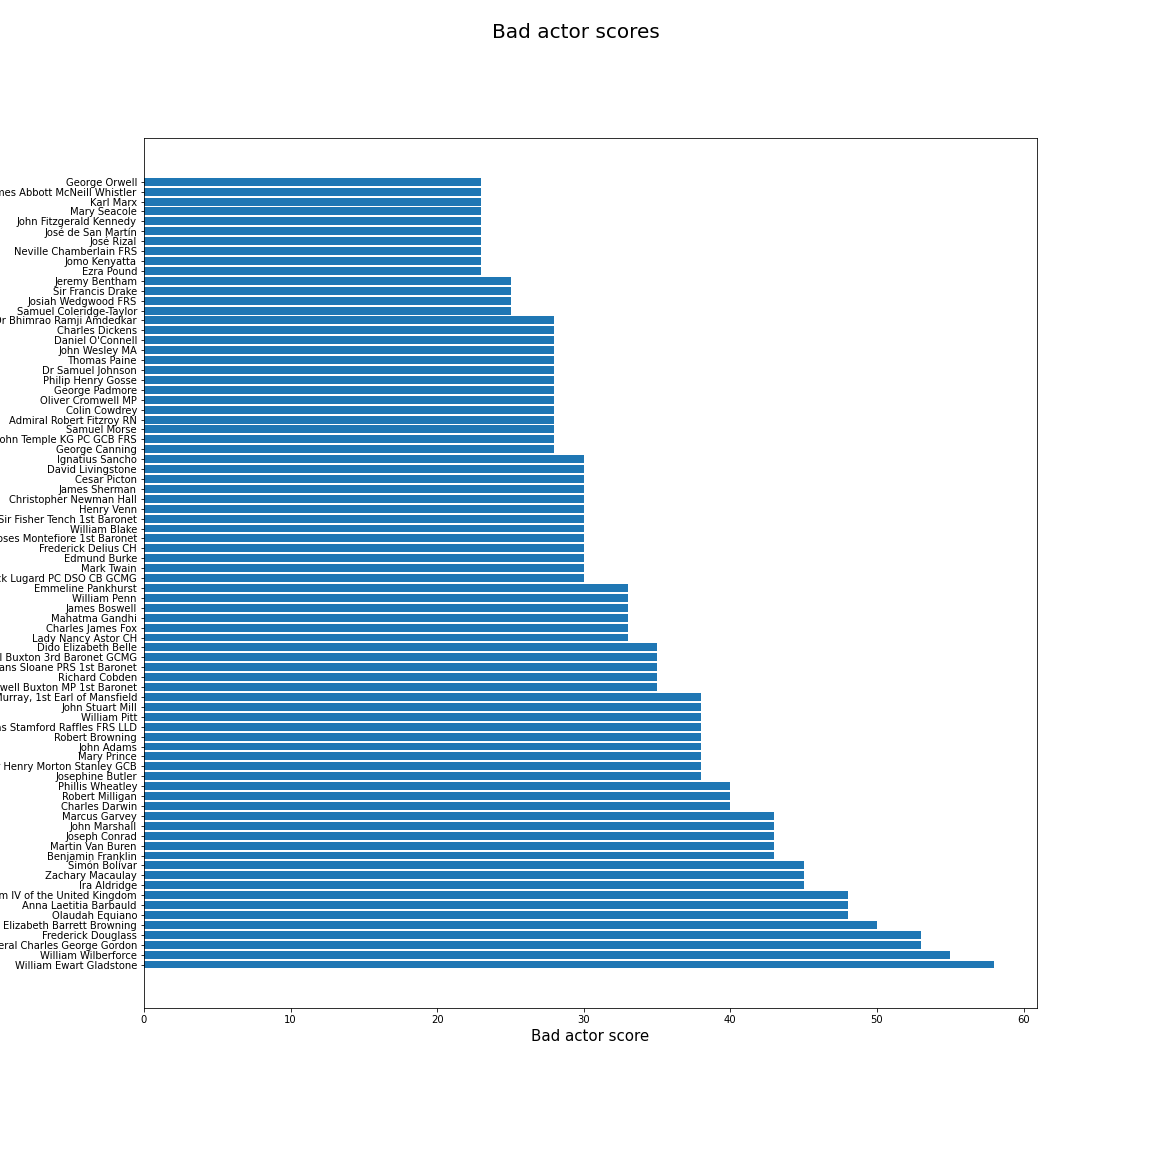 Bad actor scores
George Orwell
mes Abbott McNeill Whistler
Karl Marx
Mary Seacole
John Fitzgerald Kennedy
José de San Martín
José Rizal
Neville Chamberlain FRS
Jomo Kenyatta
Ezra Pound
Jeremy Bentham
Sir Francis Drake
Josiah Wedgwood FRS
Samuel Coleridge-Taylor
Dr Bhimrao Ramji Amdedkar
Charles Dickens
Daniel O'Connell
John Wesley MA
Thomas Paine
Dr Samuel Johnson
Philip Henry Gosse
George Padmore
Oliver Cromwell MP
Colin Cowdrey
Admiral Robert Fitzroy RN
Samuel Morse
ohn Temple KG PC GCB FRS
George Canning
Ignatius Sancho
David Livingstone
Cesar Picton
James Sherman
Christopher Newman Hall
Henry Venn
Sir Fisher Tench 1st Baronet
William Blake
oses Montefiore 1st Baronet
Frederick Delius CH
Edmund Burke
Mark Twain
ck Lugard PC DSO CB GCMG
Emmeline Pankhurst
William Penn
James Boswell
Mahatma Gandhi
Charles James Fox
Lady Nancy Astor CH
Dido Elizabeth Belle
l Buxton 3rd Baronet GCMG
ans Sloane PRS 1st Baronet
Richard Cobden
well Buxton MP 1st Baronet
Murray, 1st Earl of Mansfield
John Stuart Mill
William Pitt
as Stamford Raffles FRS LLD
Robert Browning
John Adams
Mary Prince
Henry Morton Stanley GCB
Josephine Butler
Phillis Wheatley
Robert Milligan
Charles Darwin
Marcus Garvey
John Marshall
Joseph Conrad
Martin Van Buren
Benjamin Franklin
Simón Bolívar
Zachary Macaulay
Ira Aldridge
m IV of the United Kingdom
Anna Laetitia Barbauld
Olaudah Equiano
Elizabeth Barrett Browning
Frederick Douglass
eral Charles George Gordon
William Wilberforce
William Ewart Gladstone
0 10 20 30 40 50 60
Bad actor score